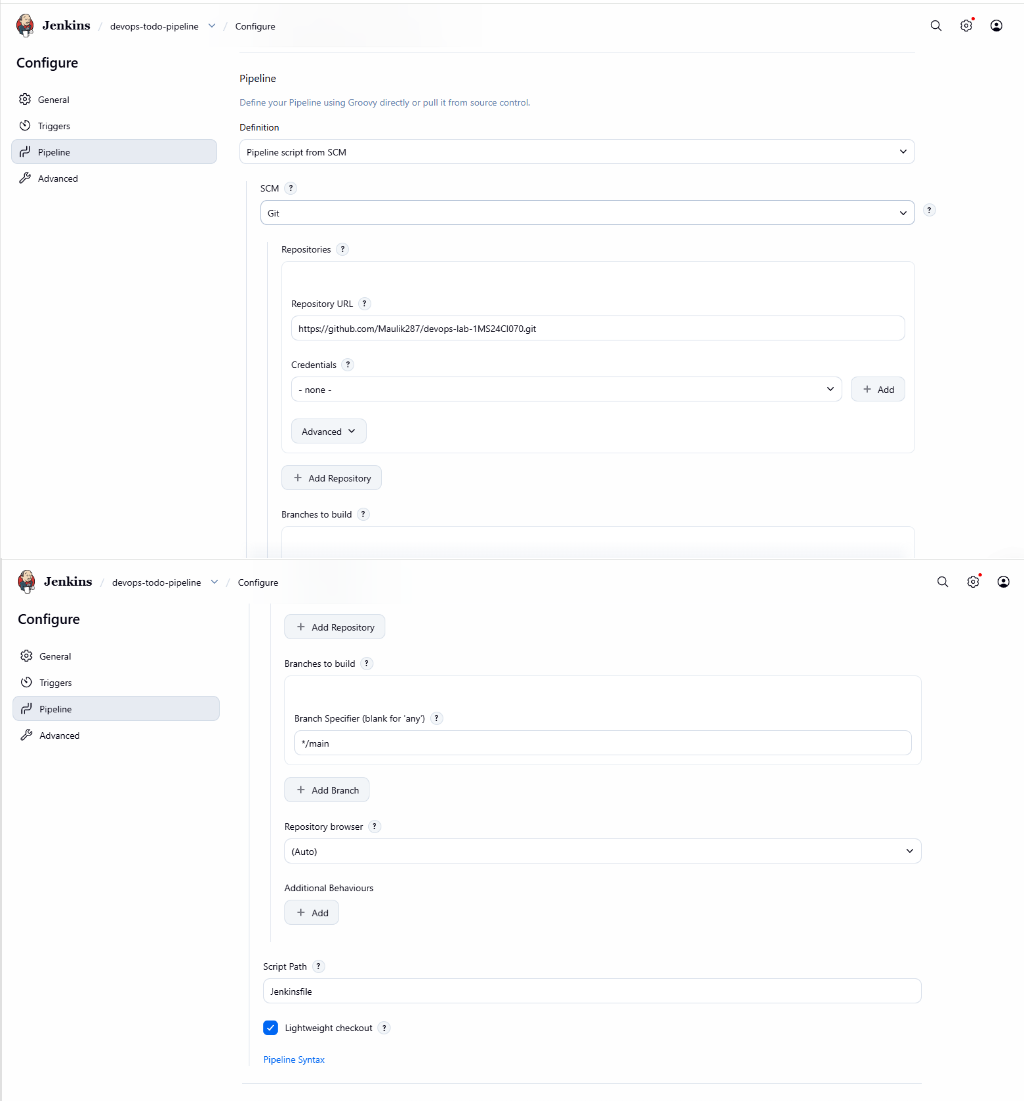 Jenkins / devops-todo-pipeline / Configure
Configure
General
Triggers
Pipeline
Advanced
Pipeline
Define your Pipeline using Groovy directly or pull it from source control.
Definition
Pipeline script from SCM
SCM ?
Git
?
Repositories ?
Repository URL ?
https://github.com/Maulik287/devops-lab-1MS24CI070.git
Credentials ?
- none -
+ Add
Advanced
+ Add Repository
Branches to build ?
Jenkins / devops-todo-pipeline / Configure
Configure
General
Triggers
Pipeline
Advanced
+ Add Repository
Branches to build ?
Branch Specifier (blank for 'any') ?
*/main
+ Add Branch
Repository browser ?
(Auto)
Additional Behaviours
+ Add
Script Path ?
Jenkinsfile
Lightweight checkout ?
Pipeline Syntax